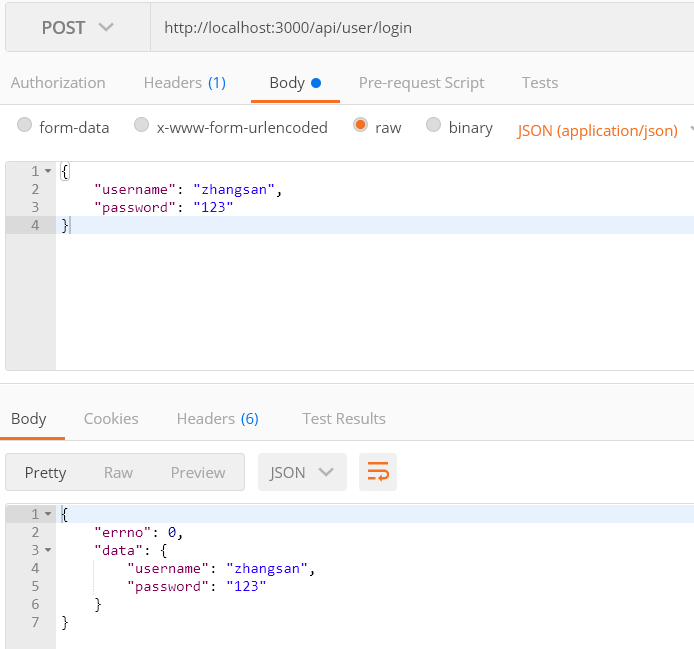 POST http://localhost:3000/api/user/login
Authorization Headers (1) Body Pre-request Script Tests
form-data x-www-form-urlencoded raw binary JSON (application/json)
1 {
2 "username": "zhangsan",
3 "password": "123"
4 }
Body Cookies Headers (6) Test Results
Pretty Raw Preview JSON
1 {
2 "errno": 0,
3 "data": {
4 "username": "zhangsan",
5 "password": "123"
6 }
7 }